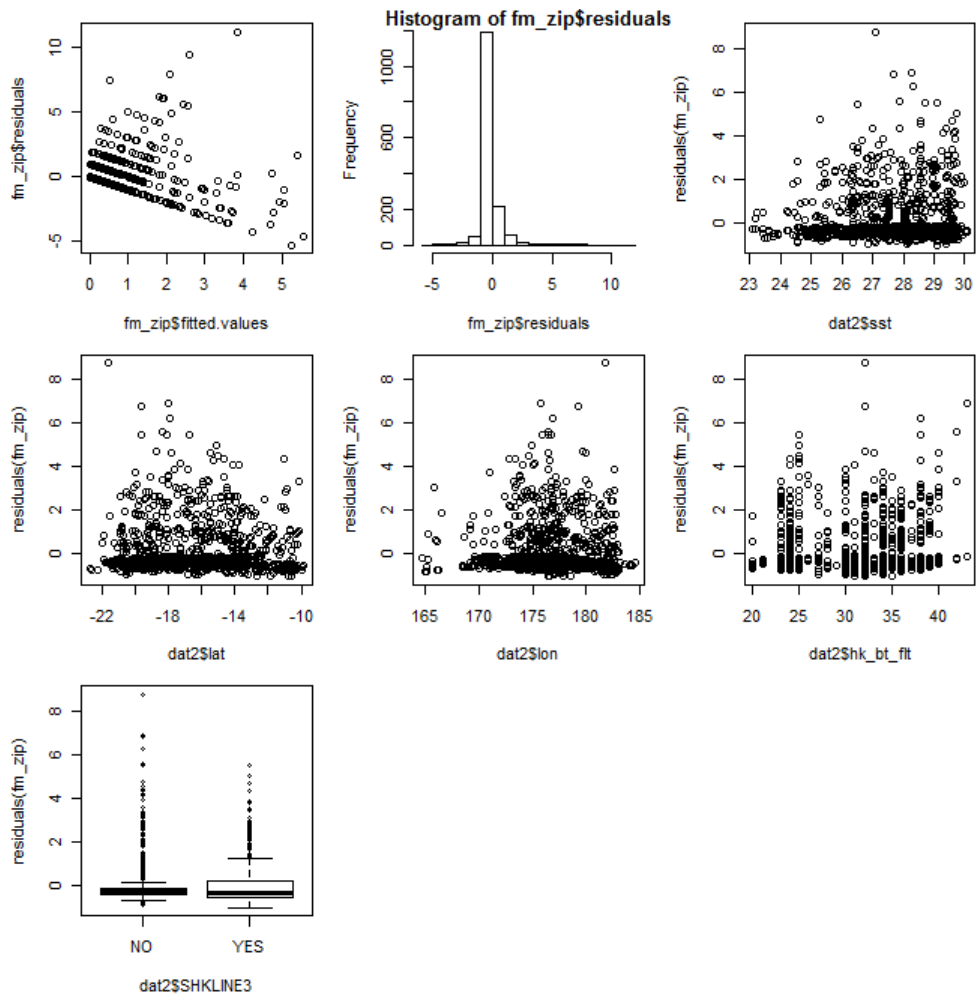 Histogram of fm_zip$residuals
fm_zip$residuals
10
5
0
-5
0 1 2 3 4 5
fm_zip$fitted.values
Frequency
1000
600
200
0
-5 0 5 10
fm_zip$residuals
residuals(fm_zip)
8
6
4
2
0
23 24 25 26 27 28 29 30
dat2$sst
residuals(fm_zip)
8
6
4
2
0
-22 -18 -14 -10
dat2$lat
residuals(fm_zip)
8
6
4
2
0
165 170 175 180 185
dat2$lon
residuals(fm_zip)
8
6
4
2
0
20 25 30 35 40
dat2$hk_bt_flt
residuals(fm_zip)
8
6
4
2
0
NO YES
dat2$SHKLINE3